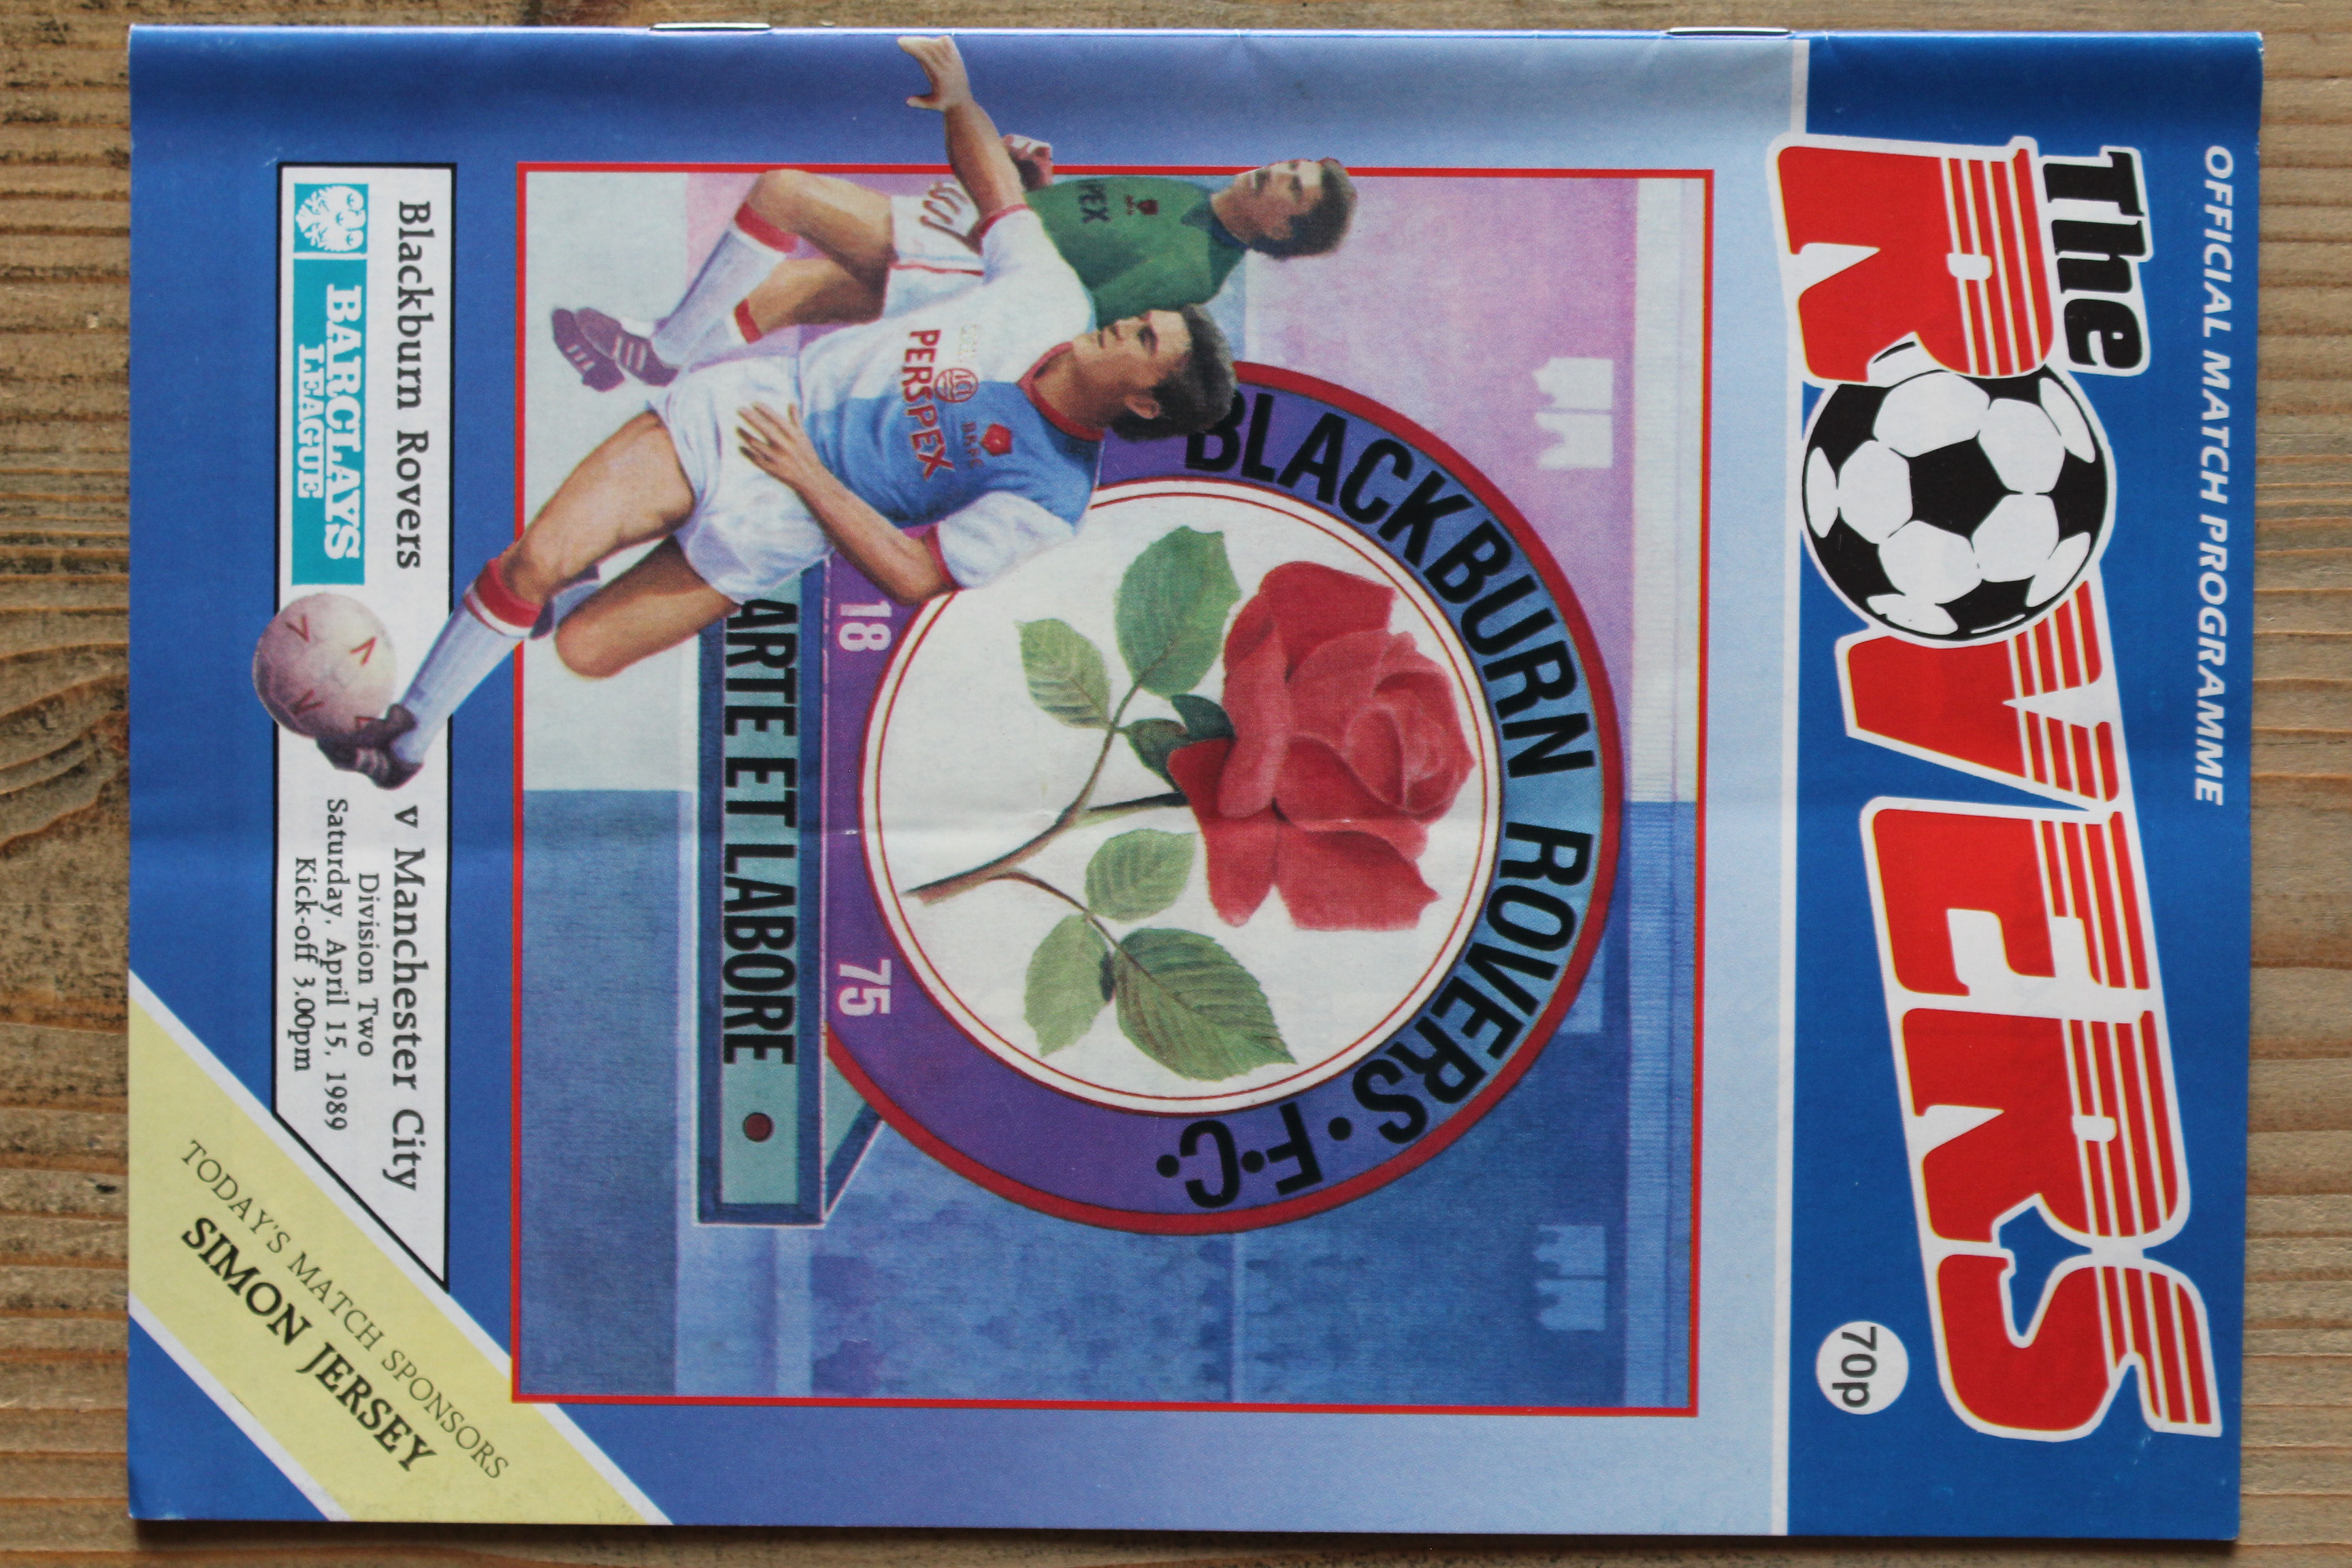 OFFICIAL MATCH PROGRAMME
The
ROVERS
70p
BLACKBURN ROVERS·F·C·
PEX
PERSPEX
18 75
ARTE ET LABORE
Blackburn Rovers
v Manchester City
BARCLAYS
LEAGUE
Division Two
Saturday, April 15, 1989
Kick-off 3.00pm
TODAY'S MATCH SPONSORS
SIMON JERSEY